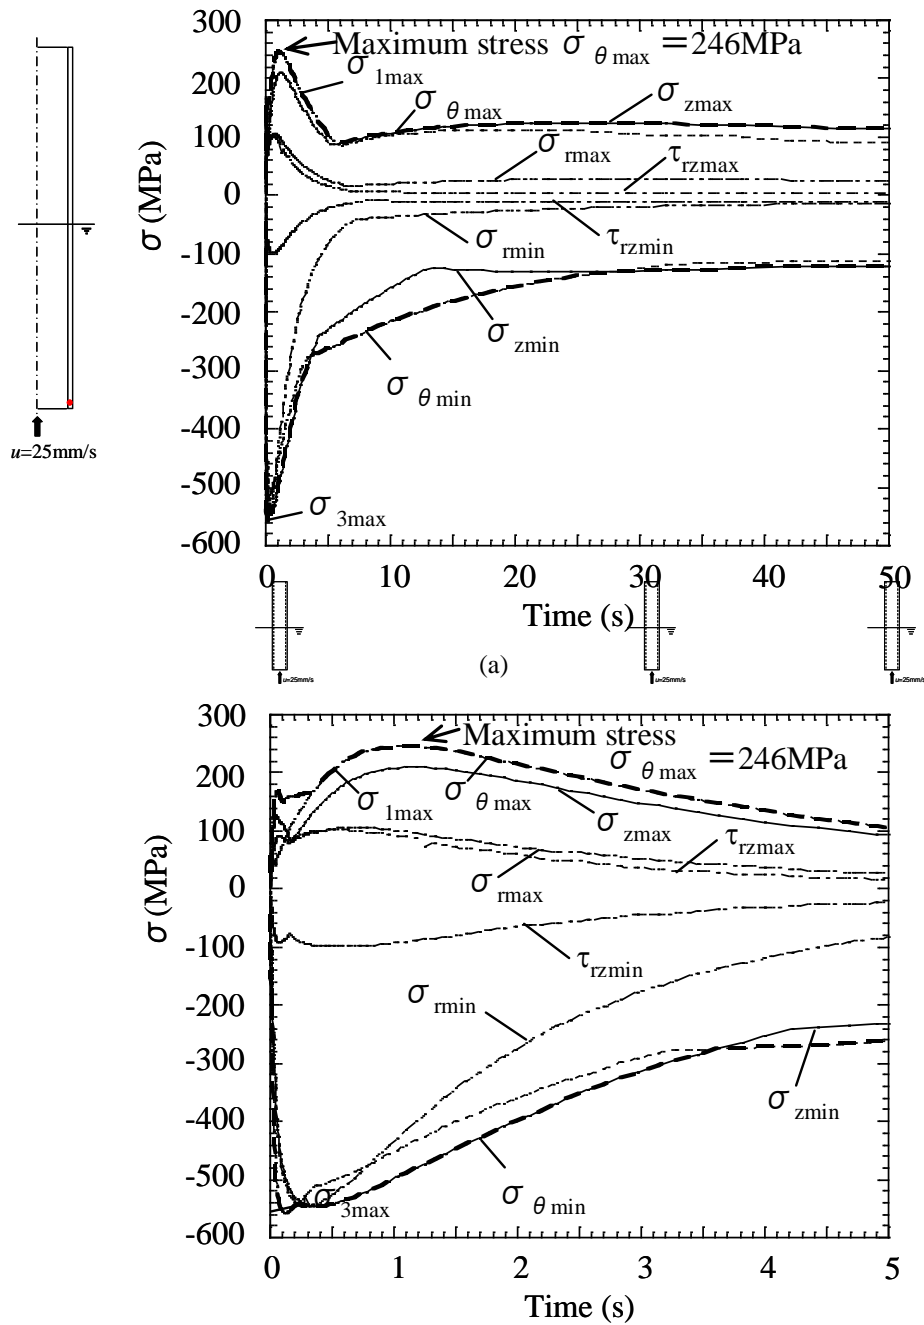 300
Maximum stress σ θ max = 246MPa
σ 1max
200
σ θ max
σ zmax
100
σ rmax
τ rzmax
0
σ (MPa)
σ rmin
τ rzmin
-100
-200
σ zmin
-300
σ θ min
-400
u=25mm/s
-500
σ 3max
-600
0 10 20 30 40 50
Time (s)
(a)
u=25mm/s u=25mm/s u=25mm/s
300
Maximum stress σ θ max = 246MPa
200
σ 1max
σ θ max
σ zmax
100
τ rzmax
σ rmax
0
σ (MPa)
-100
τ rzmin
σ rmin
-200
-300
σ zmin
-400
-500
σ 3max
σ θ min
-600
0 1 2 3 4 5
Time (s)